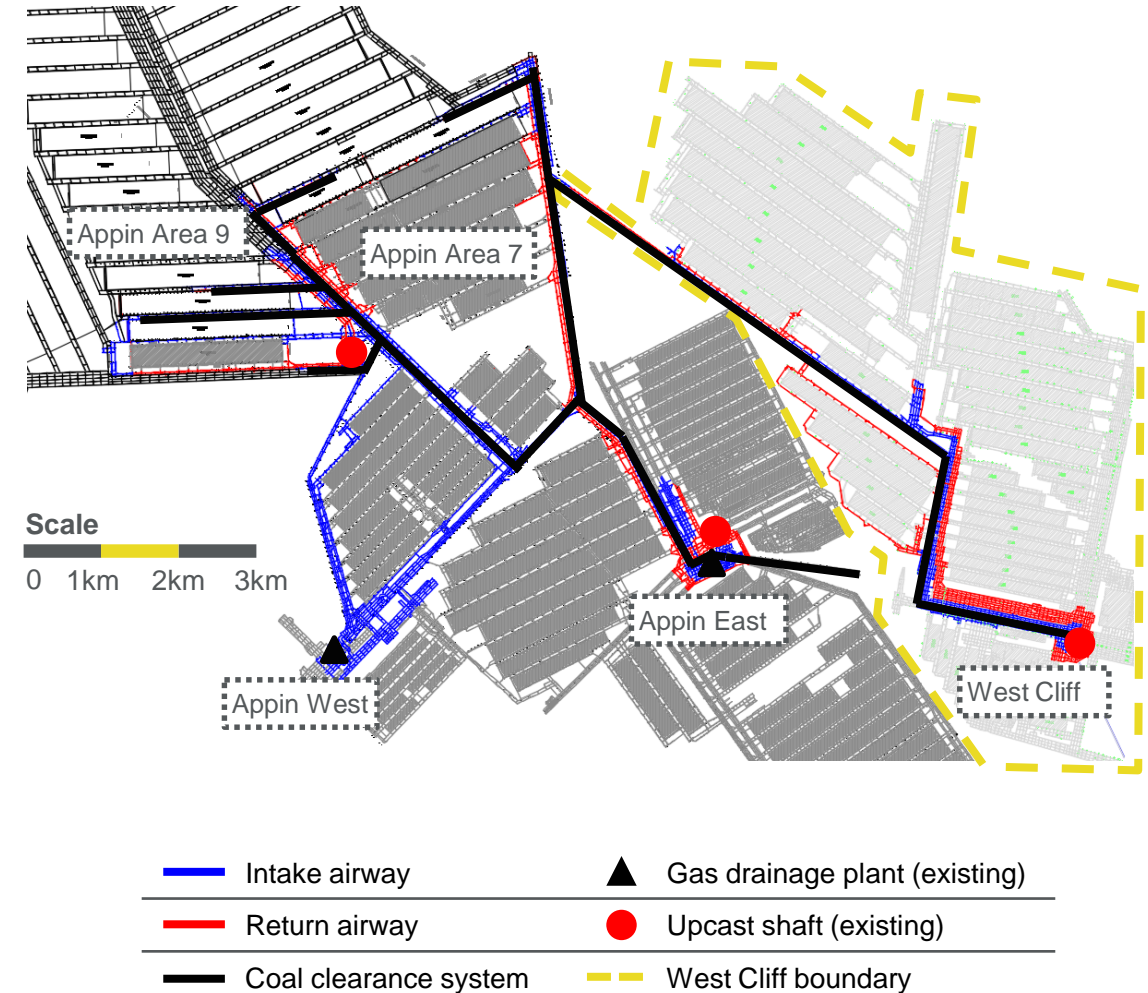 Appin Area 9
Appin Area 7
Scale
0 1km 2km 3km
Appin East
Appin West
West Cliff
Intake airway
Gas drainage plant (existing)
Return airway
Upcast shaft (existing)
Coal clearance system
West Cliff boundary